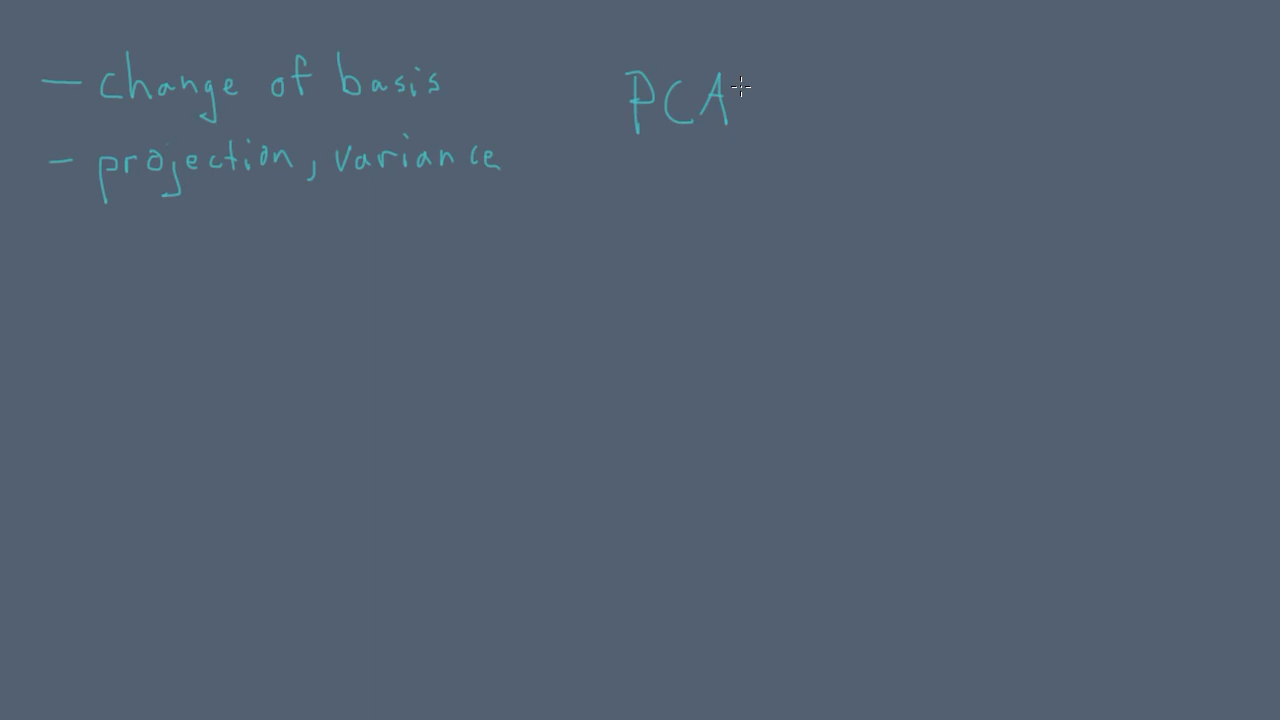 — change of basis
- projection, variance
PCA